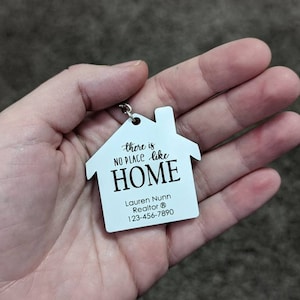 there is
NO PLACE like
HOME
Lauren Nunn
Realtor ®
123-456-7890